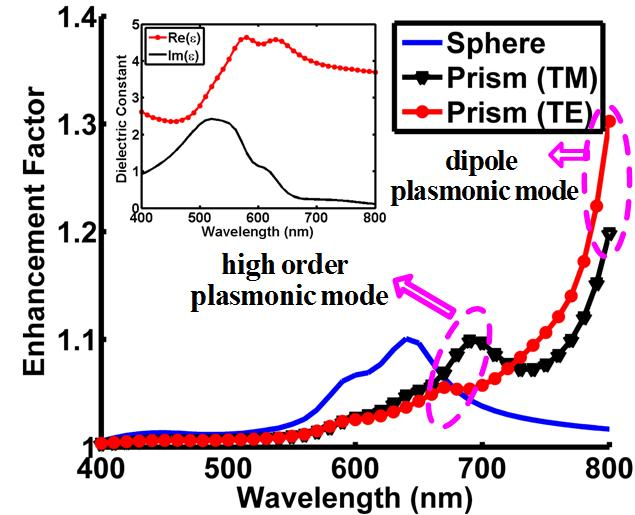 1.4
1.3
1.2
1.1
1
Enhancement Factor
400
500
600
700
800
Wavelength (nm)
Sphere
Prism (TM)
Prism (TE)
dipole
plasmonic mode
high order
plasmonic mode
5
4
3
2
1
0
Dielectric Constant
Re(ε)
Im(ε)
400
500
600
700
800
Wavelength (nm)